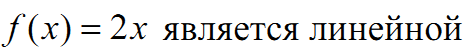 f(x) = 2x является линейной